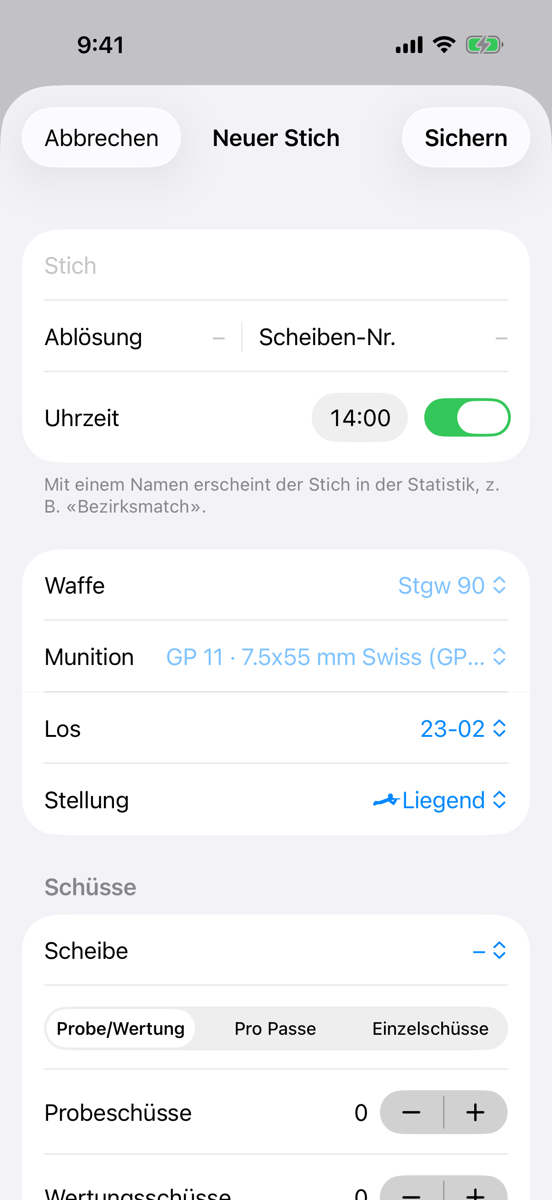 9:41
Abbrechen Neuer Stich Sichern
Stich
Ablösung – Scheiben-Nr. –
Uhrzeit 14:00
Mit einem Namen erscheint der Stich in der Statistik, z.
B. «Bezirksmatch».
Waffe Stgw 90
Munition GP 11 · 7.5x55 mm Swiss (GP...
Los 23-02
Stellung Liegend
Schüsse
Scheibe –
Probe/Wertung Pro Passe Einzelschüsse
Probeschüsse 0 − +
Wertungsschüsse 0 − +